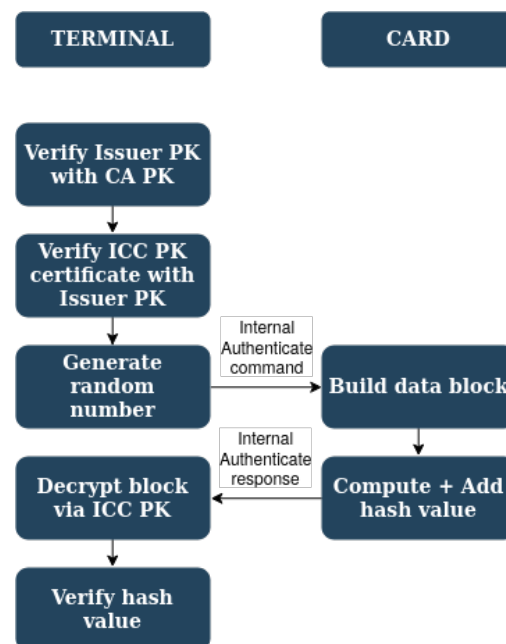 TERMINAL
CARD
Verify Issuer PK
with CA PK
Verify ICC PK
certificate with
Issuer PK
Generate
random
number
Internal
Authenticate
command
Build data block
Compute + Add
hash value
Internal
Authenticate
response
Decrypt block
via ICC PK
Verify hash
value